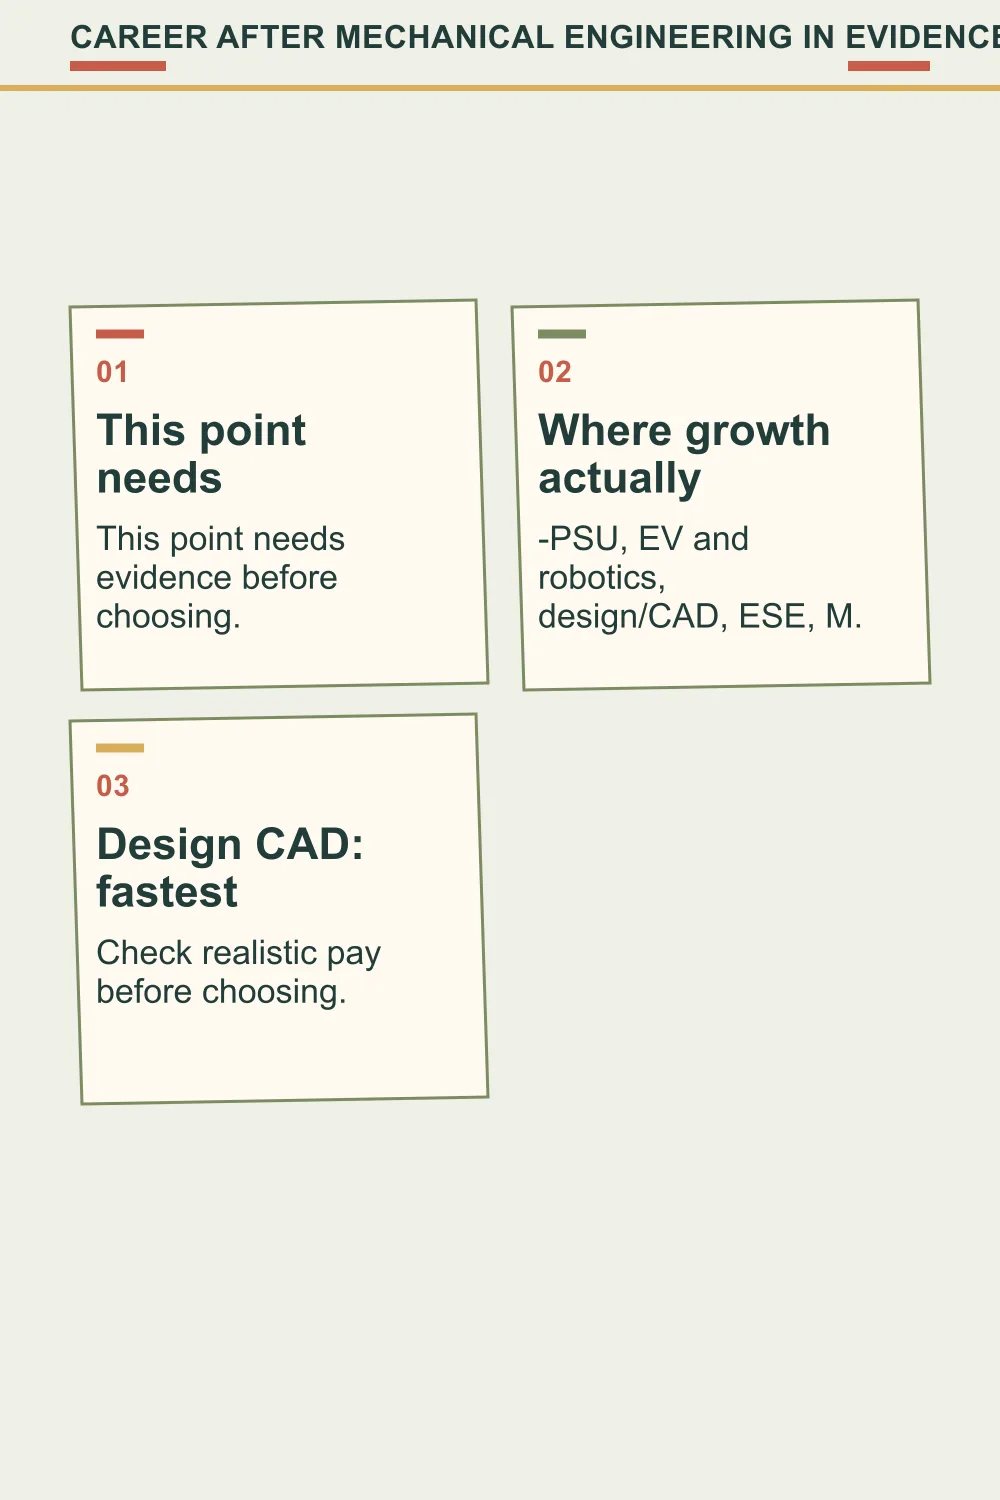 CAREER AFTER MECHANICAL ENGINEERING IN EVIDENCE
01
This point
needs
This point needs
evidence before
choosing.
02
Where growth
actually
-PSU, EV and
robotics,
design/CAD, ESE, M.
03
Design CAD:
fastest
Check realistic pay
before choosing.